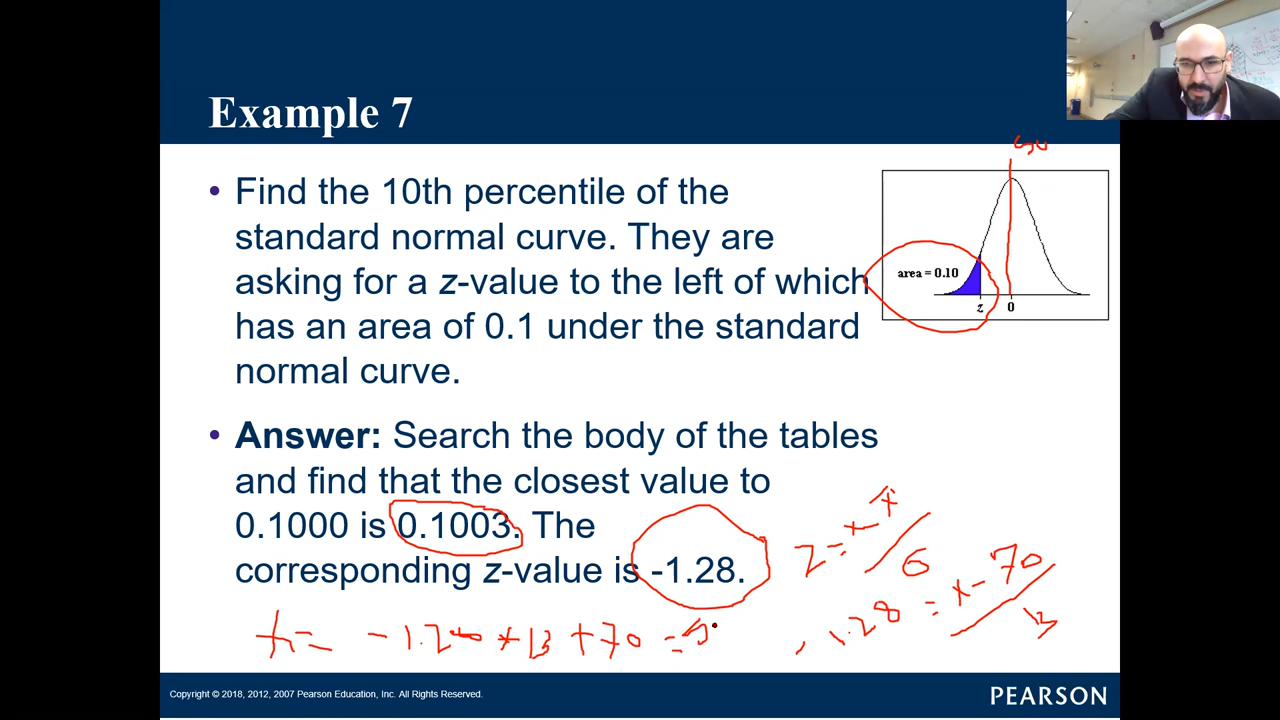 Example 7
• Find the 10th percentile of the
standard normal curve. They are
asking for a z-value to the left of which
has an area of 0.1 under the standard
normal curve.
area = 0.10
z 0
• Answer: Search the body of the tables
and find that the closest value to
0.1000 is 0.1003. The
corresponding z-value is -1.28.
z = x -
-1.28 = x - 70 / 13
= -1.28 * 13 + 70 = 5
Copyright © 2018, 2012, 2007 Pearson Education, Inc. All Rights Reserved.
PEARSON